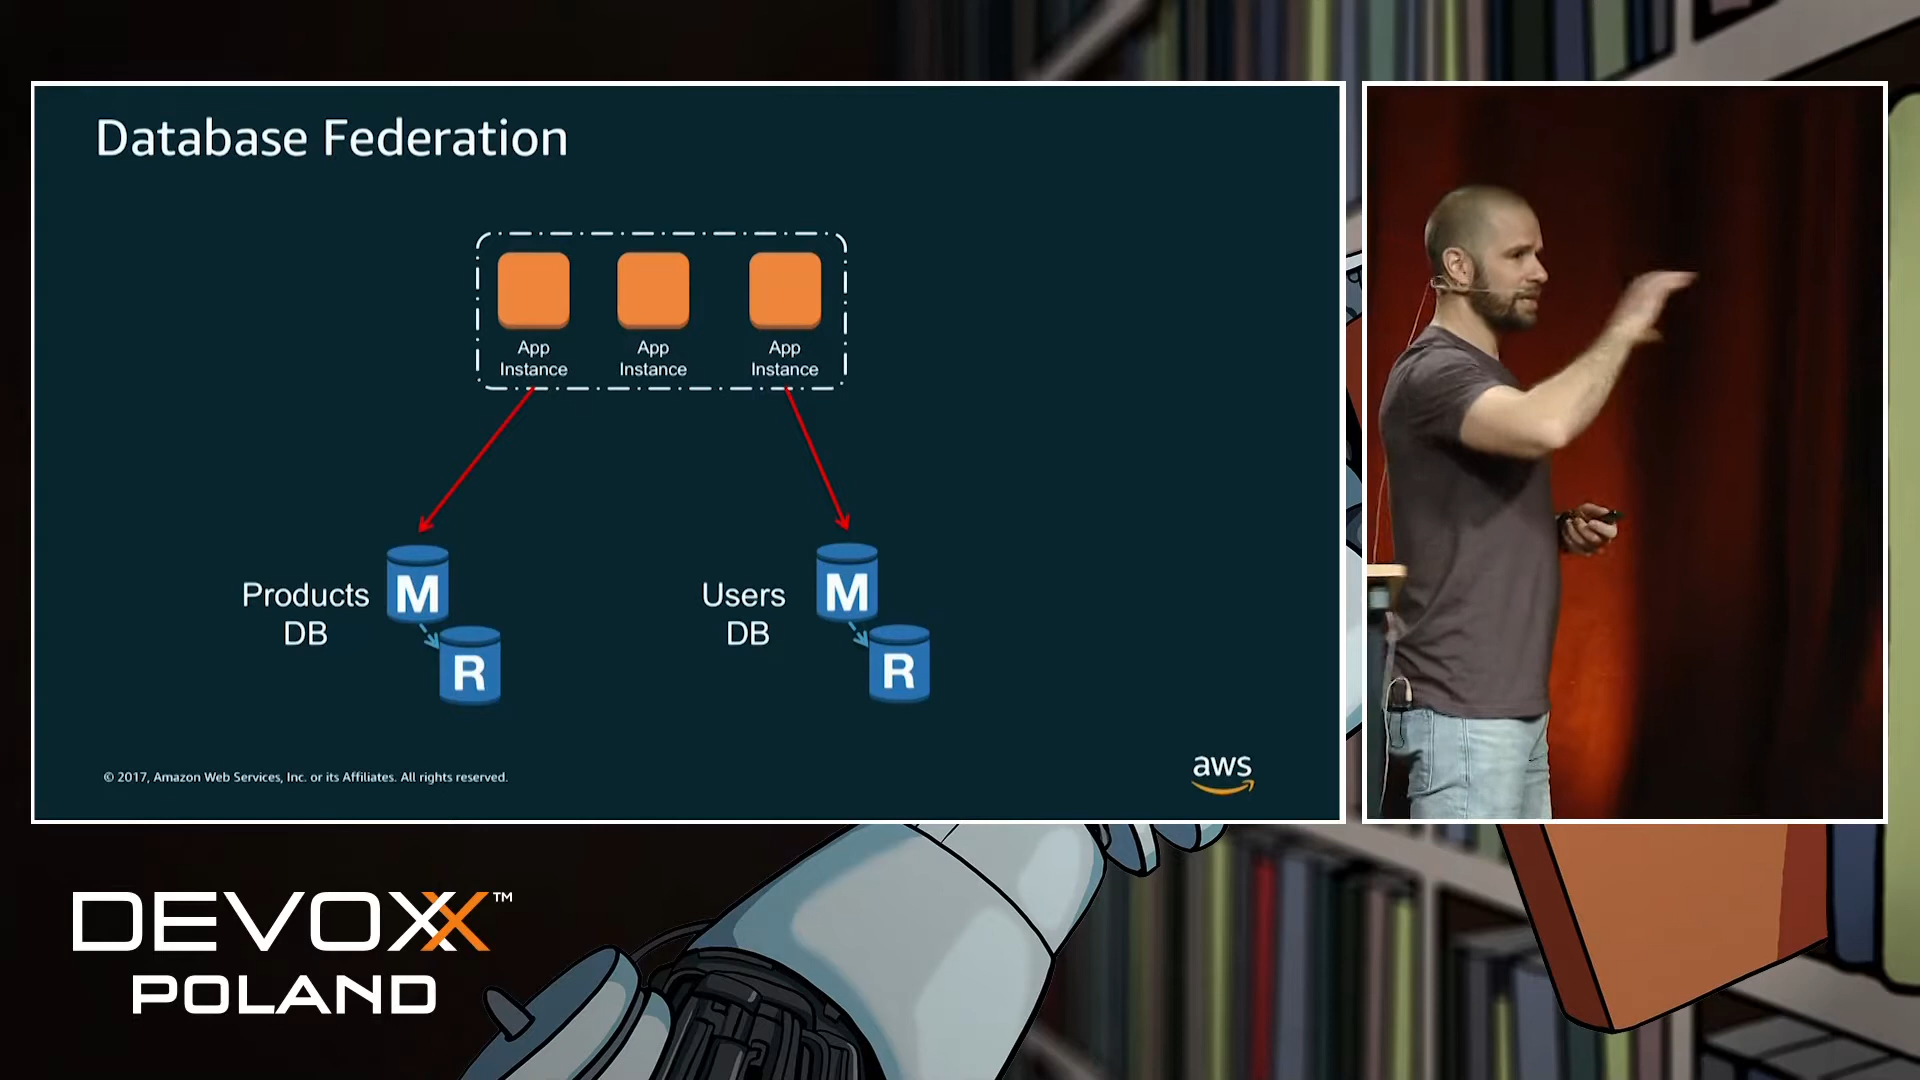 Database Federation
App
Instance
App
Instance
App
Instance
Products
DB
M
R
Users
DB
M
R
© 2017, Amazon Web Services, Inc. or its Affiliates. All rights reserved.
aws
DEVOXX™
POLAND